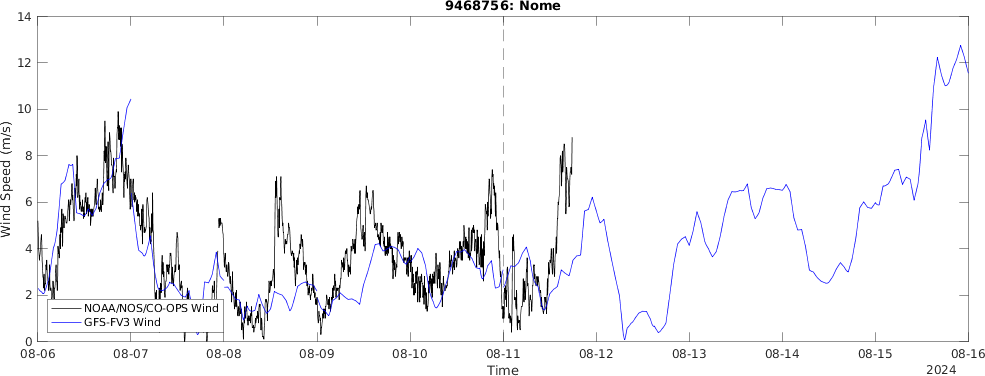 9468756: Nome
14
12
10
8
6
4
2
0
Wind Speed (m/s)
NOAA/NOS/CO-OPS Wind
GFS-FV3 Wind
08-06 08-07 08-08 08-09 08-10 08-11 08-12 08-13 08-14 08-15 08-16
Time
2024